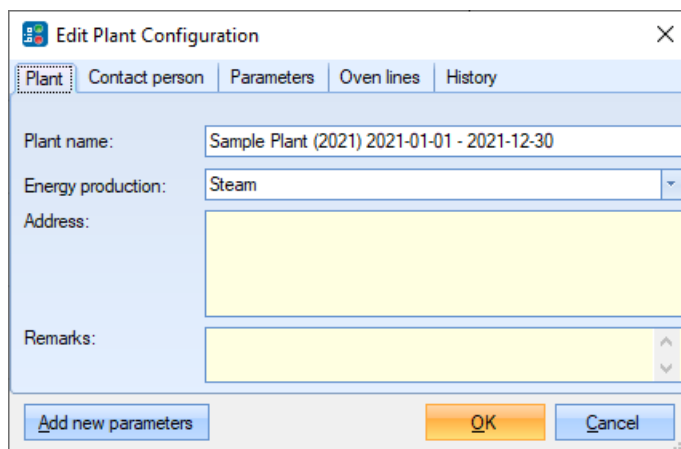 Edit Plant Configuration
Plant Contact person Parameters Oven lines History
Plant name: Sample Plant (2021) 2021-01-01 - 2021-12-30
Energy production: Steam
Address:
Remarks:
Add new parameters OK Cancel